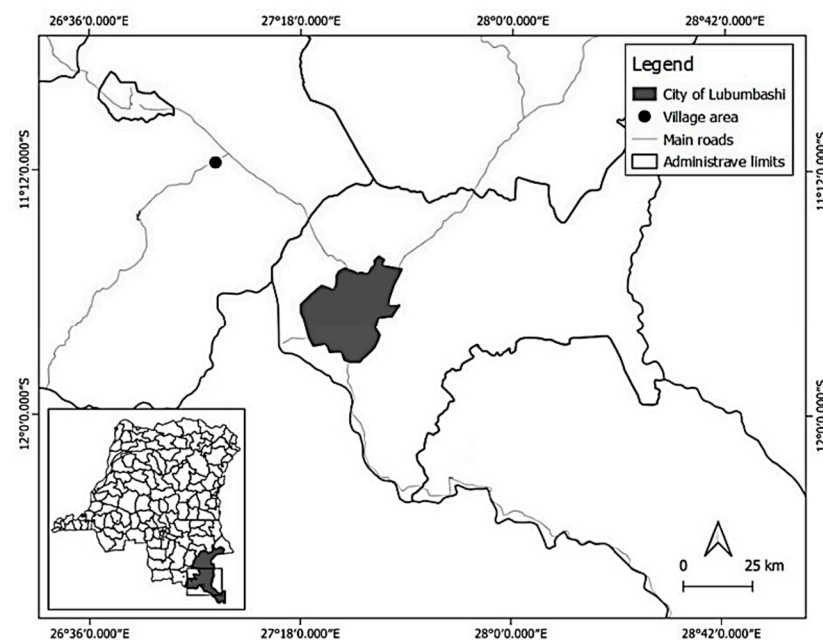 26°36'0.000"E 27°18'0.000"E 28°0'0.000"E 28°42'0.000"E
Legend
City of Lubumbashi
Village area
Main roads
Administrave limits
11°12'0.000"S 11°12'0.000"S
12°0'0.000"S 12°0'0.000"S
0 25 km
26°36'0.000"E 27°18'0.000"E 28°0'0.000"E 28°42'0.000"E